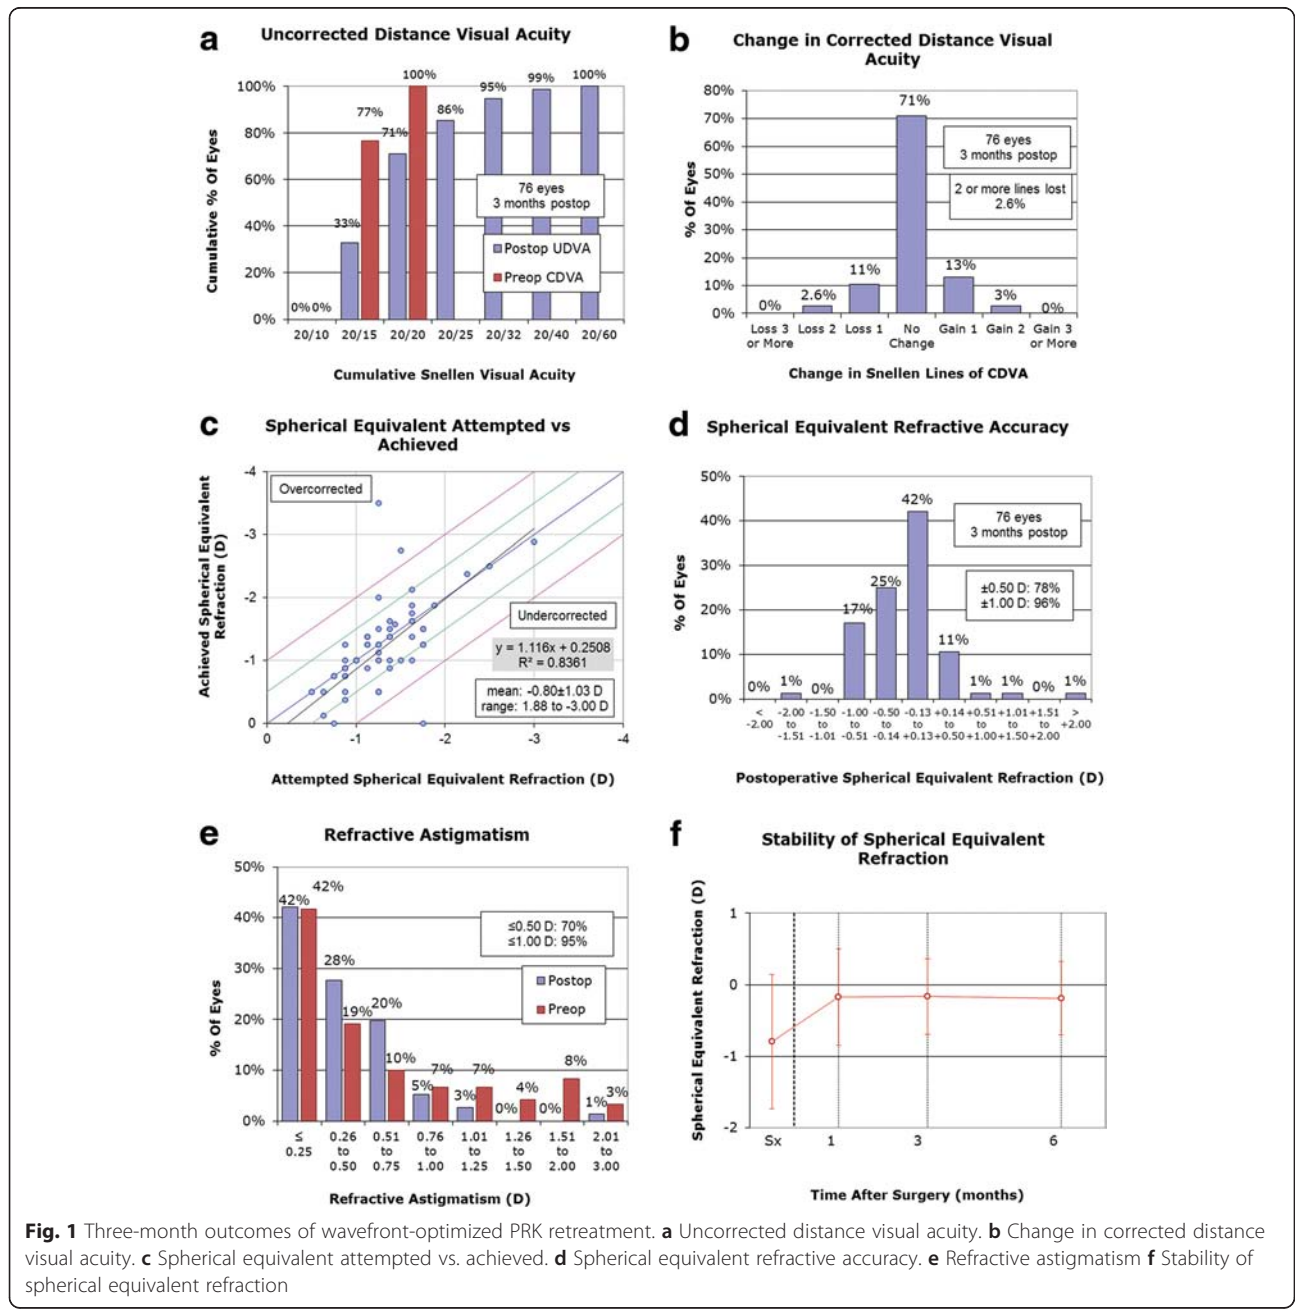 a
Uncorrected Distance Visual Acuity
Cumulative % Of Eyes
100%
80%
60%
40%
20%
0%
0% 0%
33%
77%
71%
100%
86%
95%
99%
100%
76 eyes
3 months postop
Postop UDVA
Preop CDVA
20/10 20/15 20/20 20/25 20/32 20/40 20/60
Cumulative Snellen Visual Acuity
b
Change in Corrected Distance Visual
Acuity
% Of Eyes
80%
70%
60%
50%
40%
30%
20%
10%
0%
0%
2.6%
11%
71%
13%
3%
0%
76 eyes
3 months postop
2 or more lines lost
2.6%
Loss 3 Loss 2 Loss 1 No Gain 1 Gain 2 Gain 3
or More Change or More
Change in Snellen Lines of CDVA
c
Spherical Equivalent Attempted vs
Achieved
Achieved Spherical Equivalent
Refraction (D)
-4
-3
-2
-1
0
Overcorrected
Undercorrected
y = 1.116x + 0.2508
R² = 0.8361
mean: -0.80±1.03 D
range: 1.88 to -3.00 D
0 -1 -2 -3 -4
Attempted Spherical Equivalent Refraction (D)
d
Spherical Equivalent Refractive Accuracy
% Of Eyes
50%
40%
30%
20%
10%
0%
0%
1%
0%
17%
25%
42%
11%
1%
1%
0%
1%
76 eyes
3 months postop
±0.50 D: 78%
±1.00 D: 96%
< -2.00 -1.50 -1.00 -0.50 -0.13 +0.14 +0.51 +1.01 +1.51 >
-2.00 to to to to to to to to to +2.00
-1.51 -1.01 -0.51 -0.14 +0.13 +0.50 +1.00 +1.50 +2.00
Postoperative Spherical Equivalent Refraction (D)
e
Refractive Astigmatism
% Of Eyes
50%
40%
30%
20%
10%
0%
42%
42%
28%
19%
20%
10%
5%
7%
3%
7%
0%
4%
0%
8%
1%
3%
≤0.50 D: 70%
≤1.00 D: 95%
Postop
Preop
≤ 0.26 0.51 0.76 1.01 1.26 1.51 2.01
0.25 to to to to to to to
0.50 0.75 1.00 1.25 1.50 2.00 3.00
Refractive Astigmatism (D)
f
Stability of Spherical Equivalent
Refraction
Spherical Equivalent Refraction (D)
1
0
-1
-2
Sx 1 3 6
Time After Surgery (months)
Fig. 1 Three-month outcomes of wavefront-optimized PRK retreatment. a Uncorrected distance visual acuity. b Change in corrected distance
visual acuity. c Spherical equivalent attempted vs. achieved. d Spherical equivalent refractive accuracy. e Refractive astigmatism f Stability of
spherical equivalent refraction